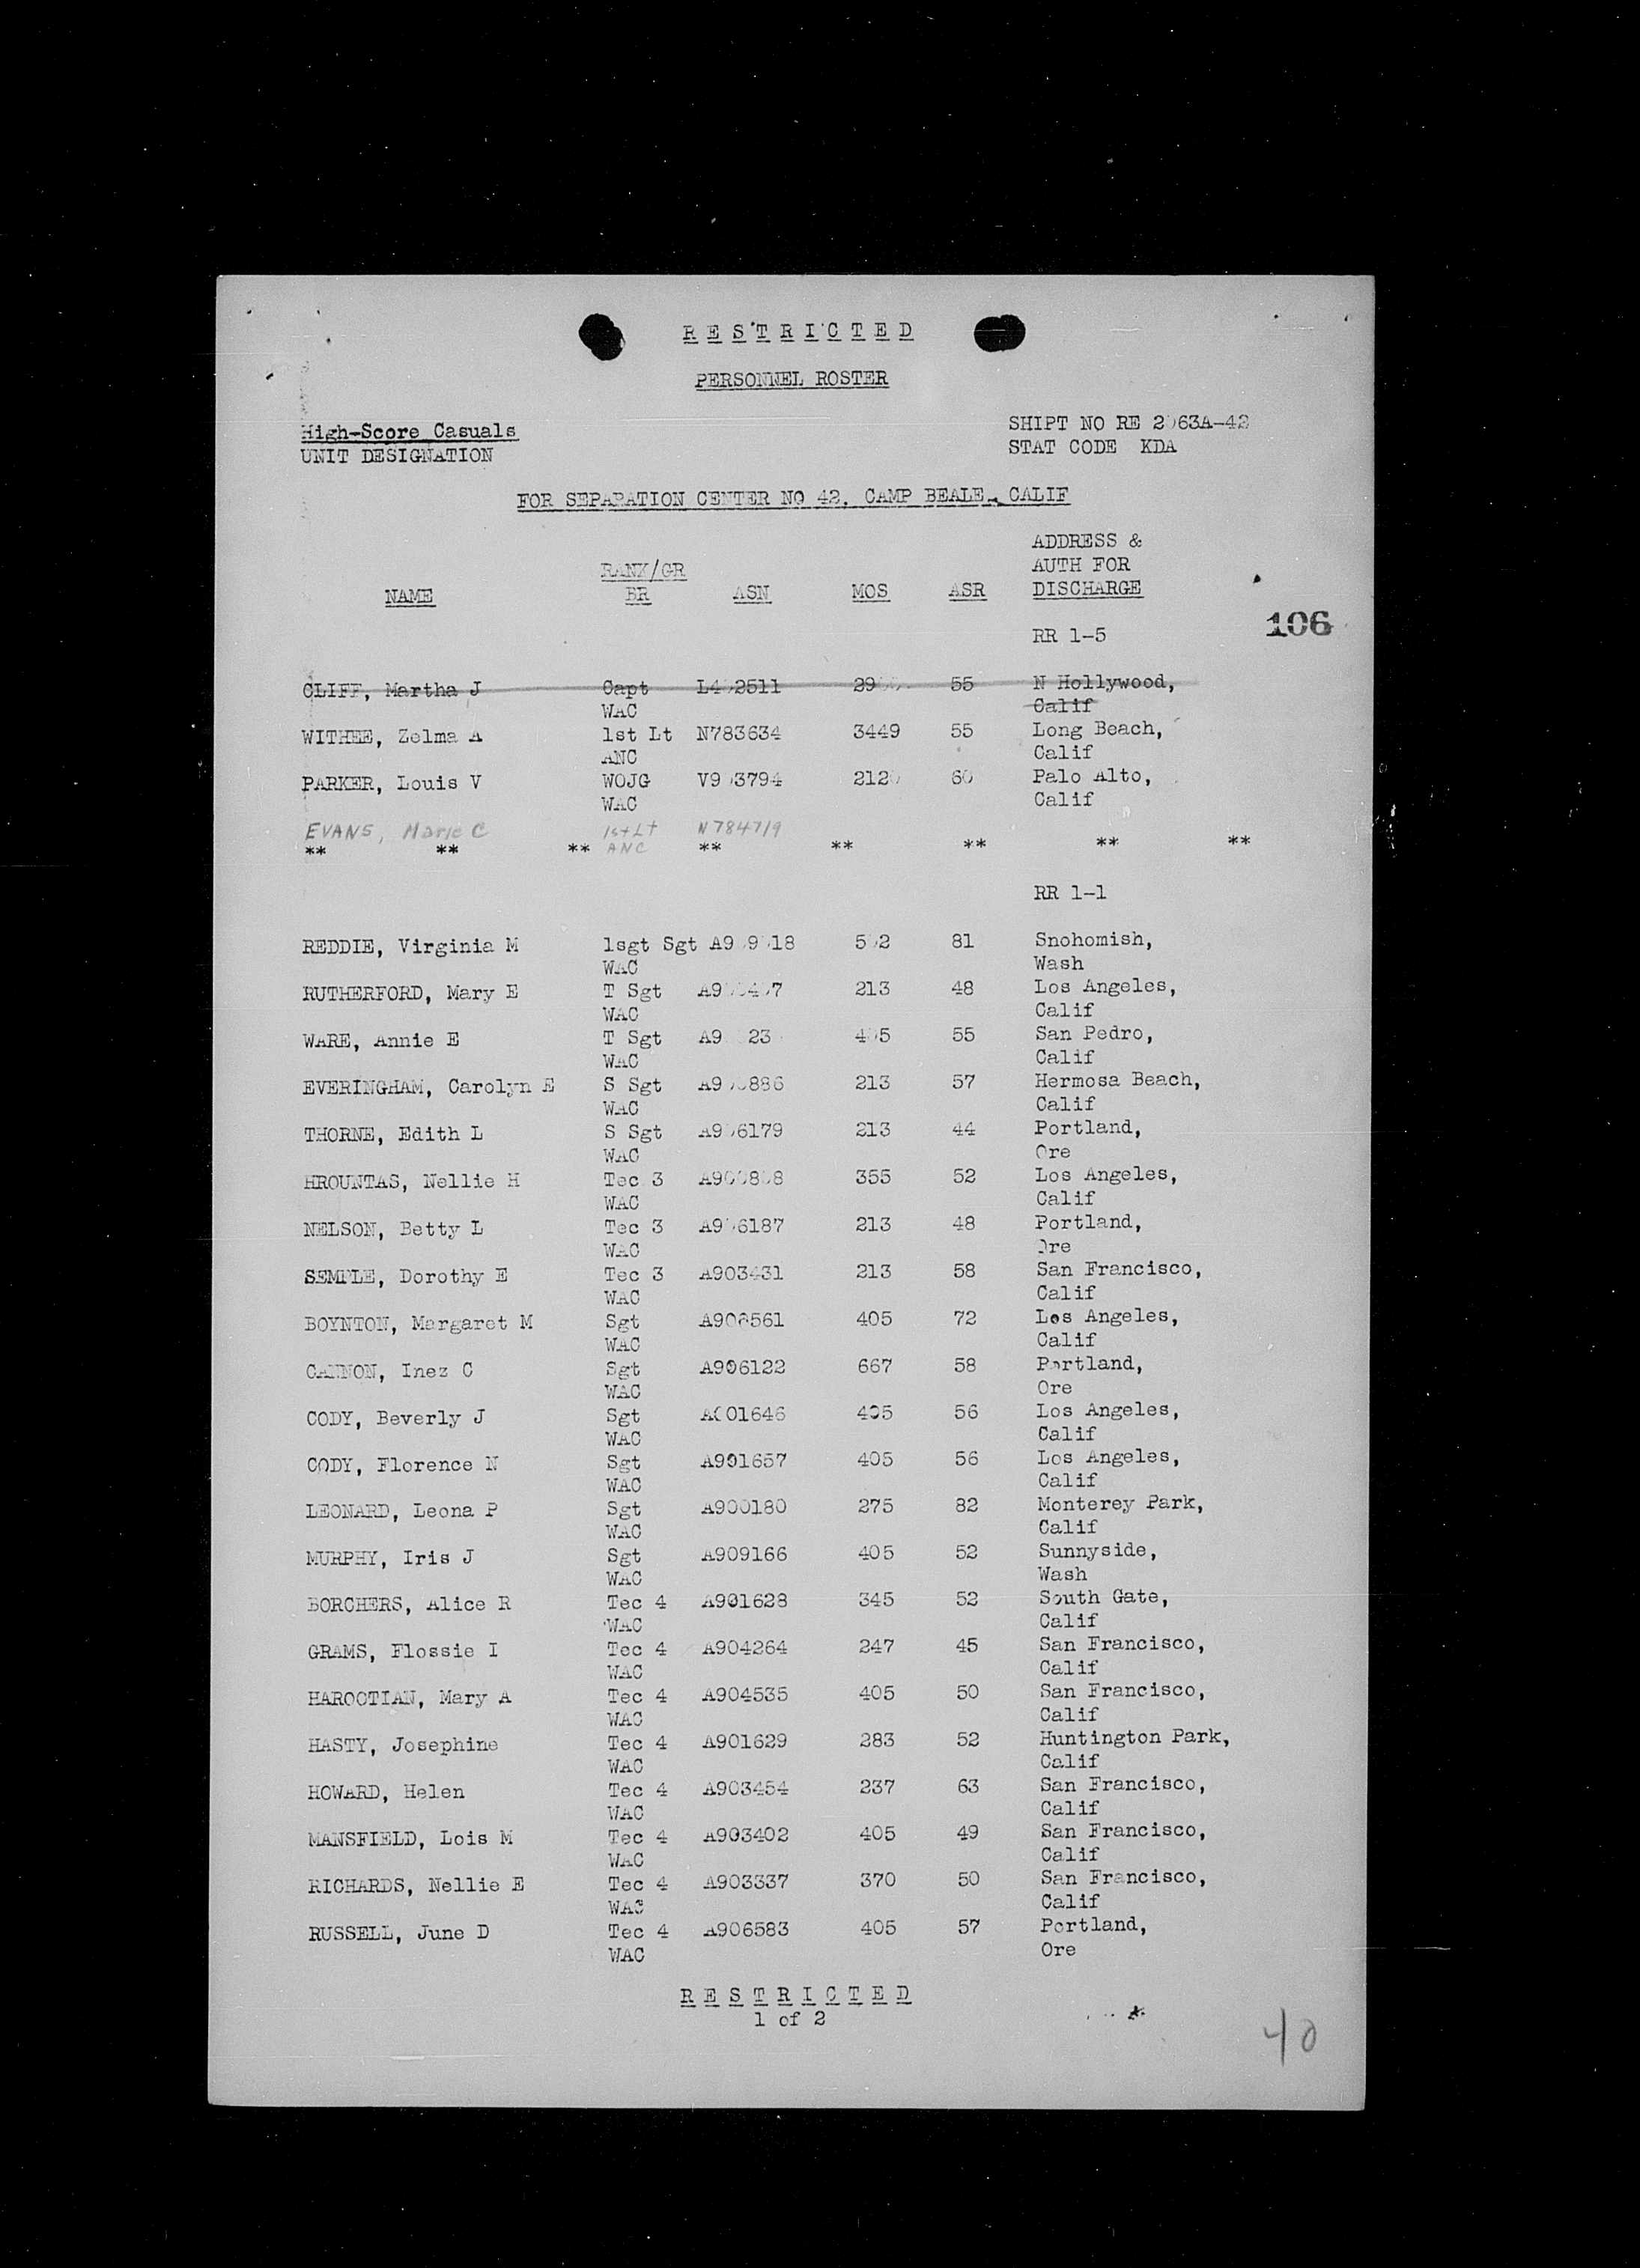 RESTRICTED
PERSONNEL ROSTER
High-Score Casuals
UNIT DESIGNATION
SHIPT NO RE 2063A-42
STAT CODE KDA
FOR SEPARATION CENTER NO 42, CAMP BEALE, CALIF
NAME RANK/GR BR ASN MOS ASR ADDRESS & AUTH FOR DISCHARGE
106
RR 1-5
CLIFF, Martha J Capt 55 N Hollywood,
WAC Calif
WITHEE, Zelma A 1st Lt N783634 3449 55 Long Beach,
ANC Calif
PARKER, Louis V WOJG 60 Palo Alto,
WAC Calif
EVANS, Marie C 1st Lt N784719
ANC
** ** ** ** ** ** ** **
RR 1-1
REDDIE, Virginia M 1sgt Sgt 81 Snohomish,
WAC Wash
RUTHERFORD, Mary E T Sgt 213 48 Los Angeles,
WAC Calif
WARE, Annie E T Sgt 405 55 San Pedro,
WAC Calif
EVERINGHAM, Carolyn E S Sgt 213 57 Hermosa Beach,
WAC Calif
THORNE, Edith L S Sgt A906179 213 44 Portland,
WAC Ore
HROUNTAS, Nellie H Tec 3 355 52 Los Angeles,
WAC Calif
NELSON, Betty L Tec 3 A906187 213 48 Portland,
WAC Ore
SEMPLE, Dorothy E Tec 3 A903431 213 58 San Francisco,
WAC Calif
BOYNTON, Margaret M Sgt A908561 405 72 Los Angeles,
WAC Calif
CANNON, Inez C Sgt A906122 667 58 Portland,
WAC Ore
CODY, Beverly J Sgt A901646 405 56 Los Angeles,
WAC Calif
CODY, Florence N Sgt A901657 405 56 Los Angeles,
WAC Calif
LEONARD, Leona P Sgt A900180 275 82 Monterey Park,
WAC Calif
MURPHY, Iris J Sgt A909166 405 52 Sunnyside,
WAC Wash
BORCHERS, Alice R Tec 4 A901628 345 52 South Gate,
WAC Calif
GRAMS, Flossie I Tec 4 A904264 247 45 San Francisco,
WAC Calif
HAROOTIAN, Mary A Tec 4 A904535 405 50 San Francisco,
WAC Calif
HASTY, Josephine Tec 4 A901629 283 52 Huntington Park,
WAC Calif
HOWARD, Helen Tec 4 A903454 237 63 San Francisco,
WAC Calif
MANSFIELD, Lois M Tec 4 A903402 405 49 San Francisco,
WAC Calif
RICHARDS, Nellie E Tec 4 A903337 370 50 San Francisco,
WAC Calif
RUSSELL, June D Tec 4 A906583 405 57 Portland,
WAC Ore
RESTRICTED
1 of 2
40